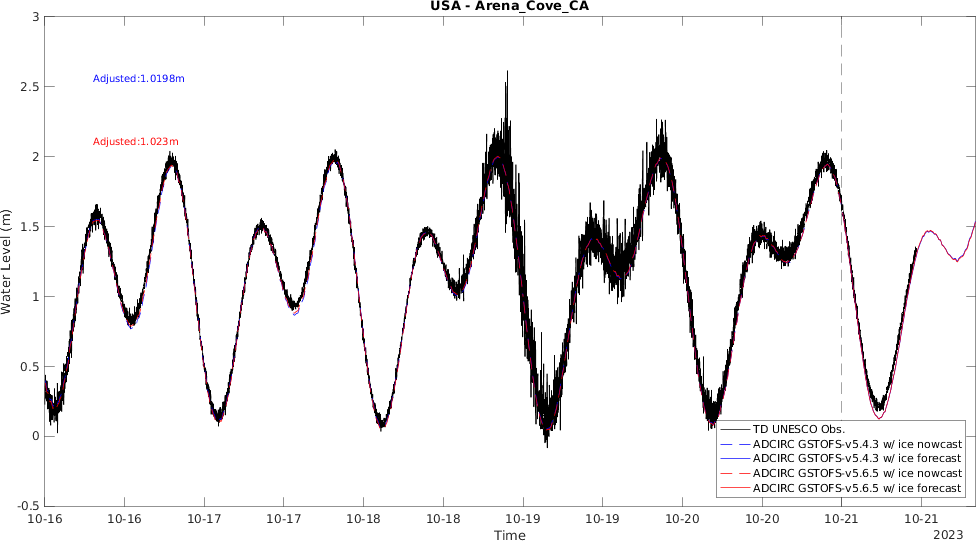 USA - Arena_Cove_CA
3
2.5
2
1.5
1
0.5
0
-0.5
Water Level (m)
Adjusted:1.0198m
Adjusted:1.023m
TD UNESCO Obs.
ADCIRC GSTOFS-v5.4.3 w/ ice nowcast
ADCIRC GSTOFS-v5.4.3 w/ ice forecast
ADCIRC GSTOFS-v5.6.5 w/ ice nowcast
ADCIRC GSTOFS-v5.6.5 w/ ice forecast
10-16 10-16 10-17 10-17 10-18 10-18 10-19 10-19 10-20 10-20 10-21 10-21
Time
2023